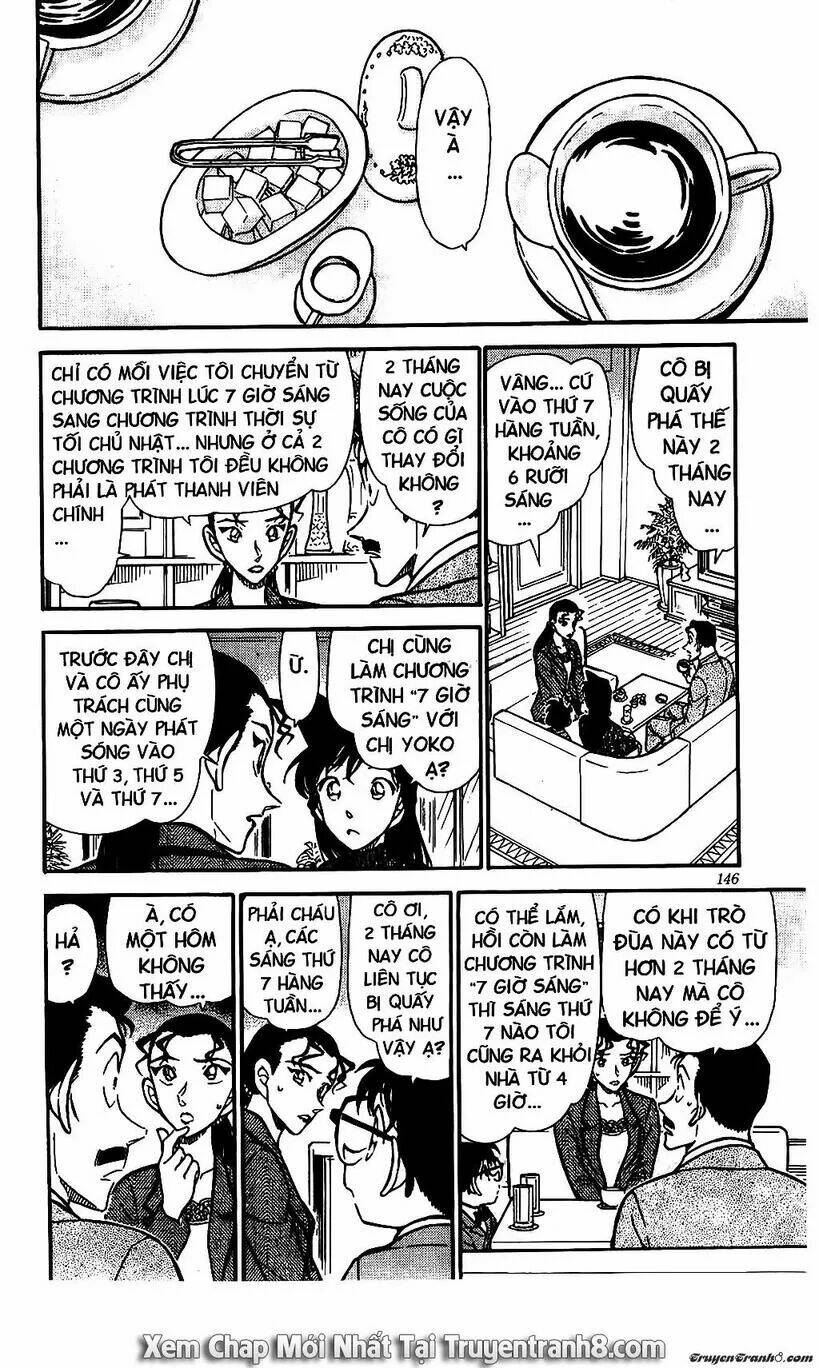 VẬY
À
...
CÔ BỊ
QUẤY
PHÁ THẾ
NÀY 2
THÁNG
NAY
...
VÂNG... CỨ
VÀO THỨ 7
HÀNG TUẦN,
KHOẢNG
6 RƯỠI
SÁNG
...
2 THÁNG
NAY CUỘC
SỐNG CỦA
CÔ CÓ GÌ
THAY ĐỔI
KHÔNG
?
CHỈ CÓ MỖI VIỆC TÔI CHUYỂN TỪ
CHƯƠNG TRÌNH LÚC 7 GIỜ SÁNG
SANG CHƯƠNG TRÌNH THỜI SỰ
TỐI CHỦ NHẬT... NHƯNG Ở CẢ 2
CHƯƠNG TRÌNH TÔI ĐỀU KHÔNG
PHẢI LÀ PHÁT THANH VIÊN
CHÍNH
...
CHỊ CÙNG
LÀM CHƯƠNG
TRÌNH "7 GIỜ
SÁNG" VỚI
CHỊ YOKO
Ạ?
Ừ.
TRƯỚC ĐÂY CHỊ
VÀ CÔ ẤY PHỤ
TRÁCH CÙNG
MỘT NGÀY PHÁT
SÓNG VÀO
THỨ 3, THỨ 5
VÀ THỨ 7...
146
CÓ KHI TRÒ
ĐÙA NÀY CÓ TỪ
HƠN 2 THÁNG
NAY MÀ CÔ
KHÔNG ĐỂ Ý...
CÓ THỂ LẮM,
HỒI CÒN LÀM
CHƯƠNG TRÌNH
"7 GIỜ SÁNG"
THÌ SÁNG THỨ
7 NÀO TÔI
CŨNG RA KHỎI
NHÀ TỪ 4
GIỜ...
CÔ ƠI,
2 THÁNG
NAY CÔ
LIÊN TỤC
BỊ QUẤY
PHÁ NHƯ
VẬY Ạ?
PHẢI CHÁU
Ạ, CÁC
SÁNG THỨ
7 HÀNG
TUẦN...
À, CÓ
MỘT HÔM
KHÔNG
THẤY...
HẢ
?
Xem Chap Mới Nhất Tại Truyentranh8.com
TruyenTranh8.com